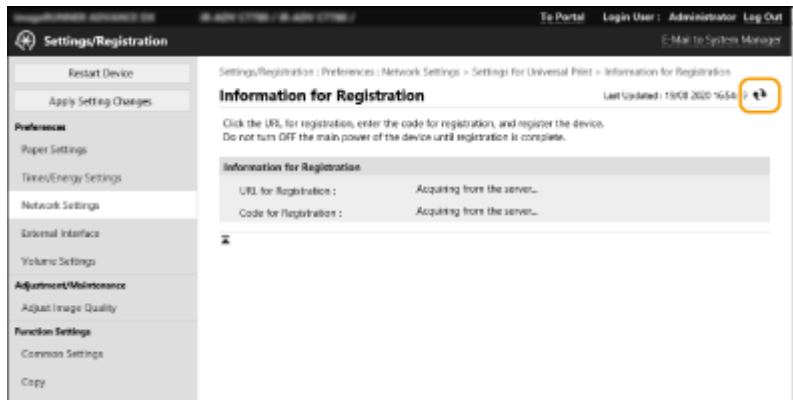 To Portal Login User : Administrator Log Out
Settings/Registration
E-Mail to System Manager
Restart Device
Apply Setting Changes
Preferences
Paper Settings
Timer/Energy Settings
Network Settings
External Interface
Volume Settings
Adjustment/Maintenance
Adjust Image Quality
Function Settings
Common Settings
Copy
Settings/Registration : Preferences : Network Settings > Settings for Universal Print > Information for Registration
Information for Registration
Last Updated : 19/08 2020 16:54
Click the URL for registration, enter the code for registration, and register the device.
Do not turn OFF the main power of the device until registration is complete.
Information for Registration
URL for Registration : Acquiring from the server...
Code for Registration : Acquiring from the server...